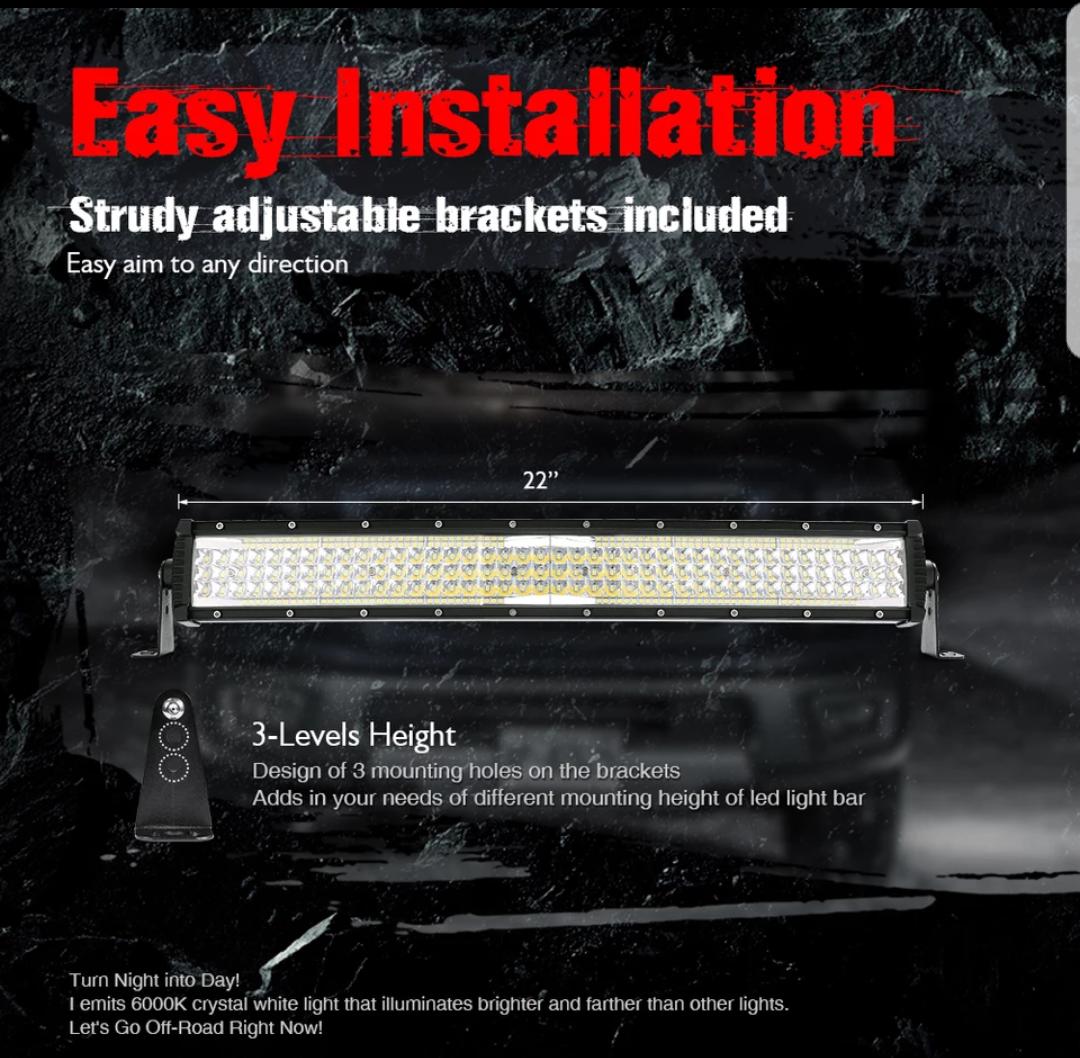 Easy Installation
Strudy adjustable brackets included
Easy aim to any direction
22”
3-Levels Height
Design of 3 mounting holes on the brackets
Adds in your needs of different mounting height of led light bar
Turn Night into Day!
I emits 6000K crystal white light that illuminates brighter and farther than other lights.
Let's Go Off-Road Right Now!